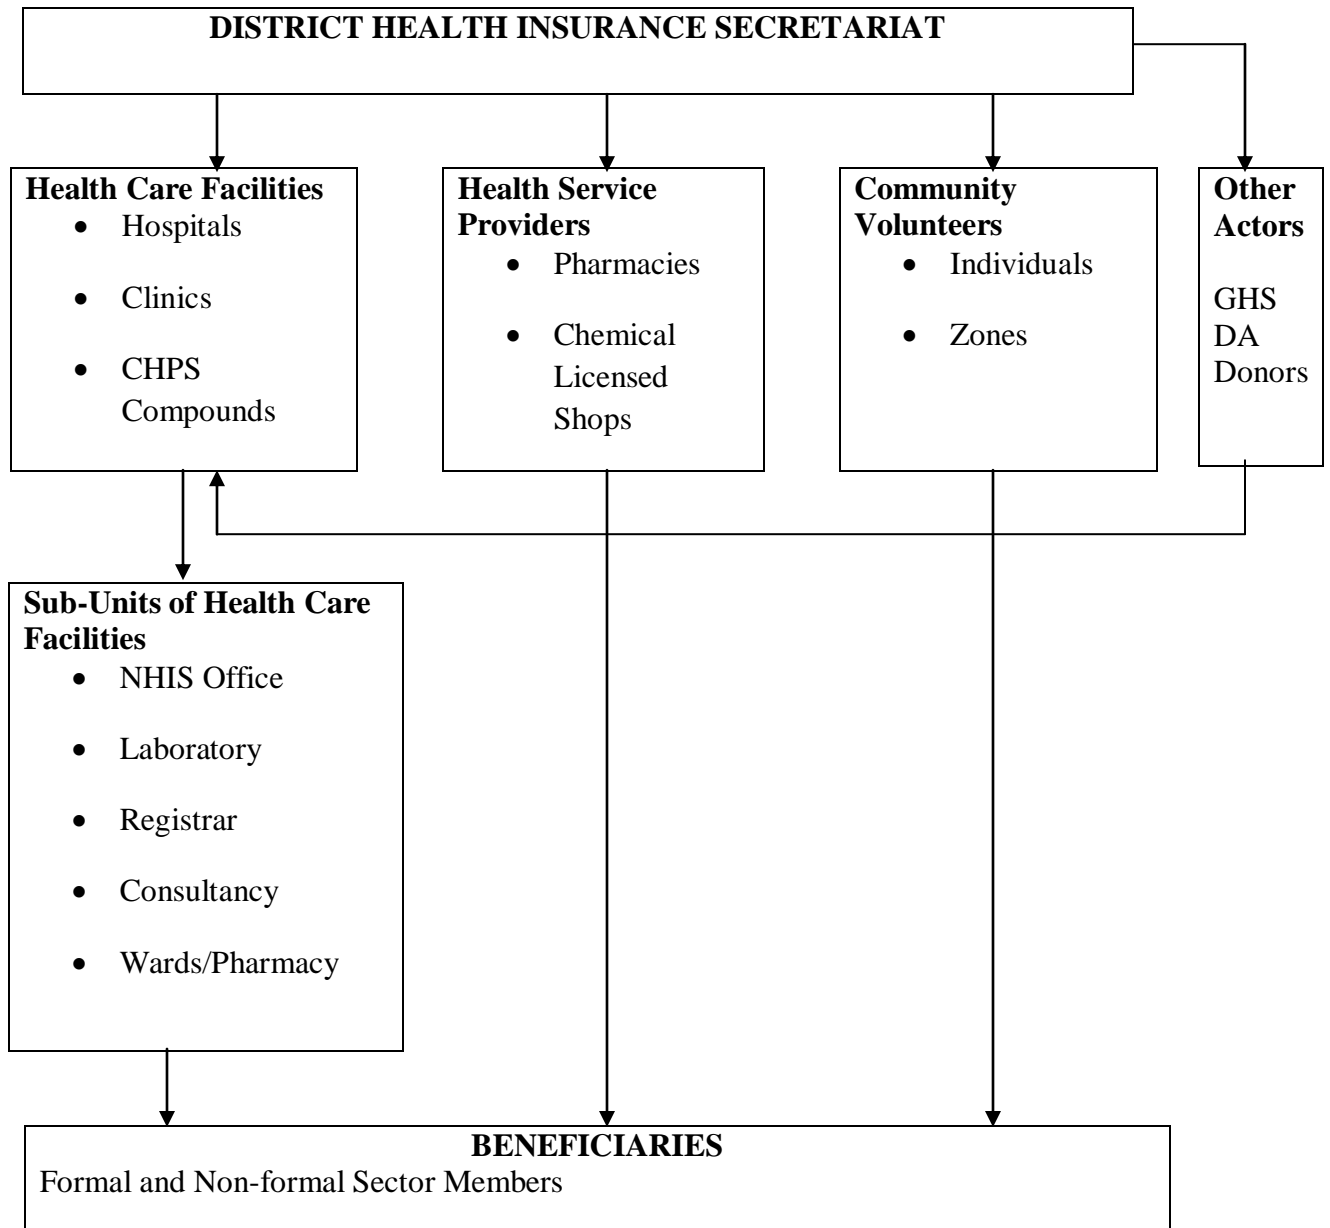 DISTRICT HEALTH INSURANCE SECRETARIAT
Health Care Facilities
• Hospitals
• Clinics
• CHPS
Compounds
Health Service
Providers
• Pharmacies
• Chemical
Licensed
Shops
Community
Volunteers
• Individuals
• Zones
Other
Actors
GHS
DA
Donors
Sub-Units of Health Care
Facilities
• NHIS Office
• Laboratory
• Registrar
• Consultancy
• Wards/Pharmacy
BENEFICIARIES
Formal and Non-formal Sector Members